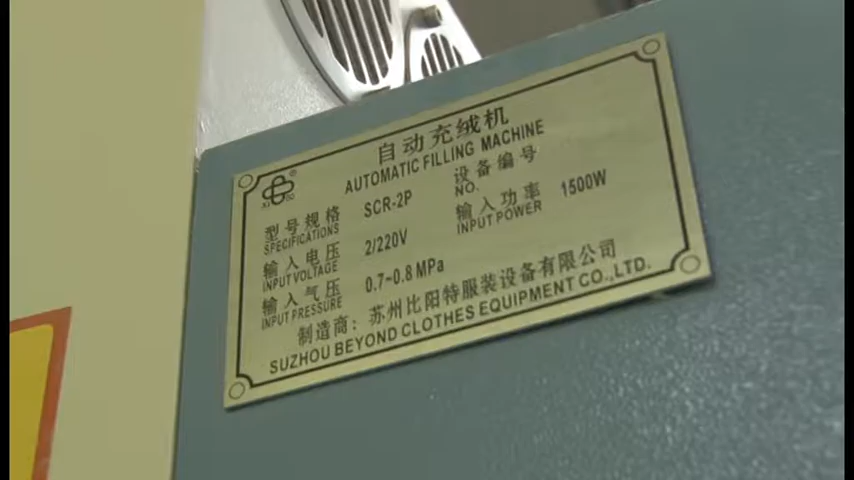 自动充绒机
AUTOMATIC FILLING MACHINE
型号规格 SCR-2P 设备编号
SPECIFICATIONS NO.
输入电压 2/220V 输入功率 1500W
INPUT VOLTAGE INPUT POWER
输入气压 0.7-0.8 MPa
INPUT PRESSURE
制造商: 苏州比阳特服装设备有限公司
SUZHOU BEYOND CLOTHES EQUIPMENT CO.,LTD.